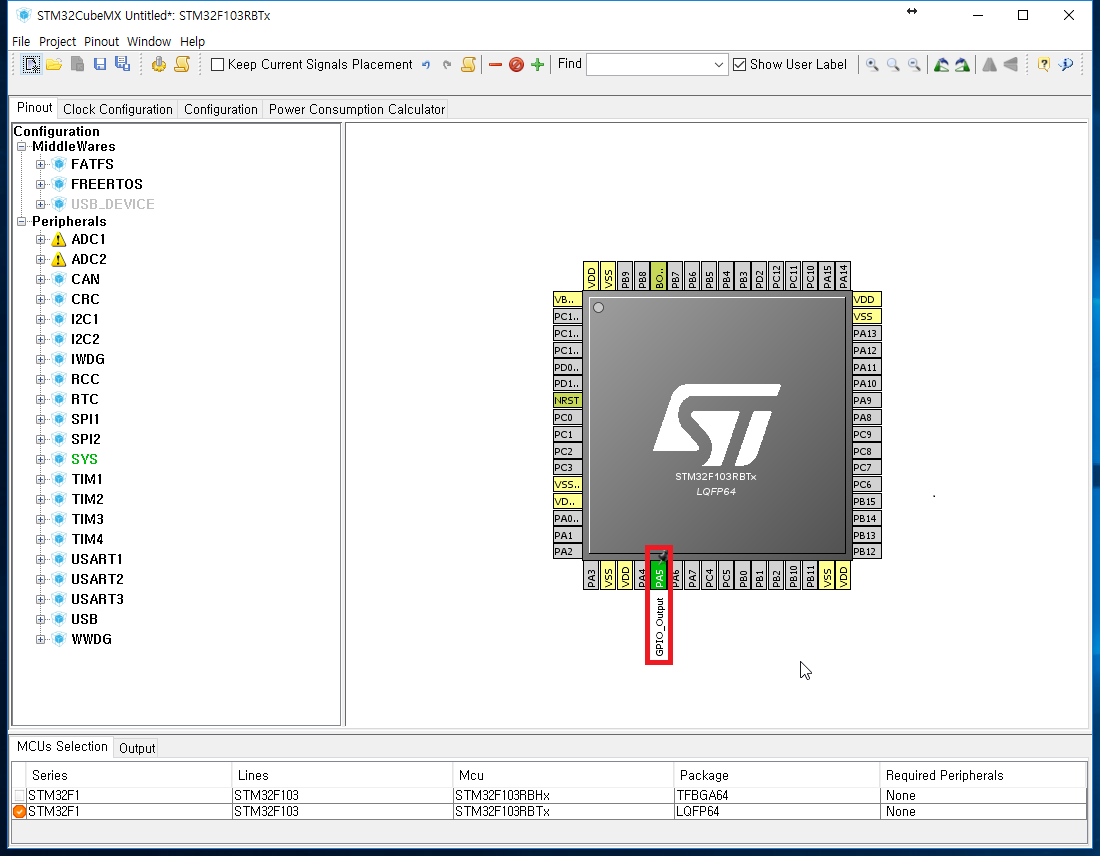 STM32CubeMX Untitled*: STM32F103RBTx
File Project Pinout Window Help
Keep Current Signals Placement Find Show User Label
Pinout Clock Configuration Configuration Power Consumption Calculator
Configuration
MiddleWares
FATFS
FREERTOS
USB_DEVICE
Peripherals
ADC1
ADC2
CAN
CRC
I2C1
I2C2
IWDG
RCC
RTC
SPI1
SPI2
SYS
TIM1
TIM2
TIM3
TIM4
USART1
USART2
USART3
USB
WWDG
VDD VSS PB9 PB8 BO.. PB7 PB6 PB5 PB4 PB3 PD2 PC12 PC11 PC10 PA15 PA14
VB..
PC1..
PC1..
PC1..
PD0..
PD1..
NRST
PC0
PC1
PC2
PC3
VSS..
VD..
PA0..
PA1
PA2
ST
STM32F103RBTx
LQFP64
VDD
VSS
PA13
PA12
PA11
PA10
PA9
PA8
PC9
PC8
PC7
PC6
PB15
PB14
PB13
PB12
PA3 VSS VDD PA4 PA5 PA6 PA7 PC4 PC5 PB0 PB1 PB2 PB10 PB11 VSS VDD
GPIO_Output
MCUs Selection Output
Series Lines Mcu Package Required Peripherals
STM32F1 STM32F103 STM32F103RBHx TFBGA64 None
STM32F1 STM32F103 STM32F103RBTx LQFP64 None